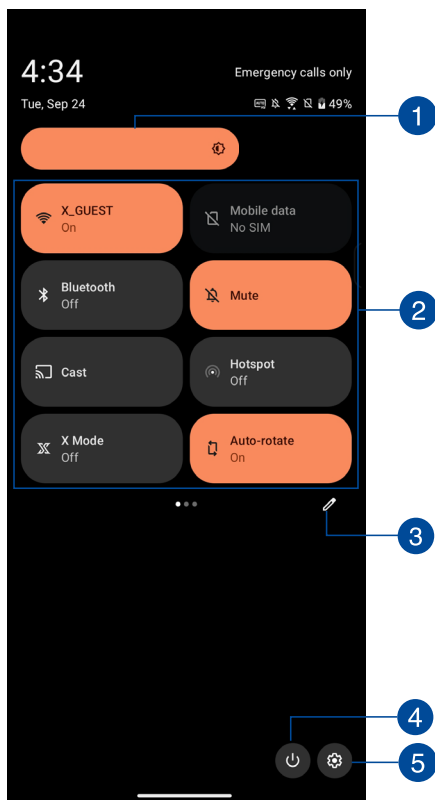 4:34
Emergency calls only
Tue, Sep 24
49%
1
X_GUEST
On
Mobile data
No SIM
Bluetooth
Off
Mute
2
Cast
Hotspot
Off
X Mode
Off
Auto-rotate
On
3
4
5